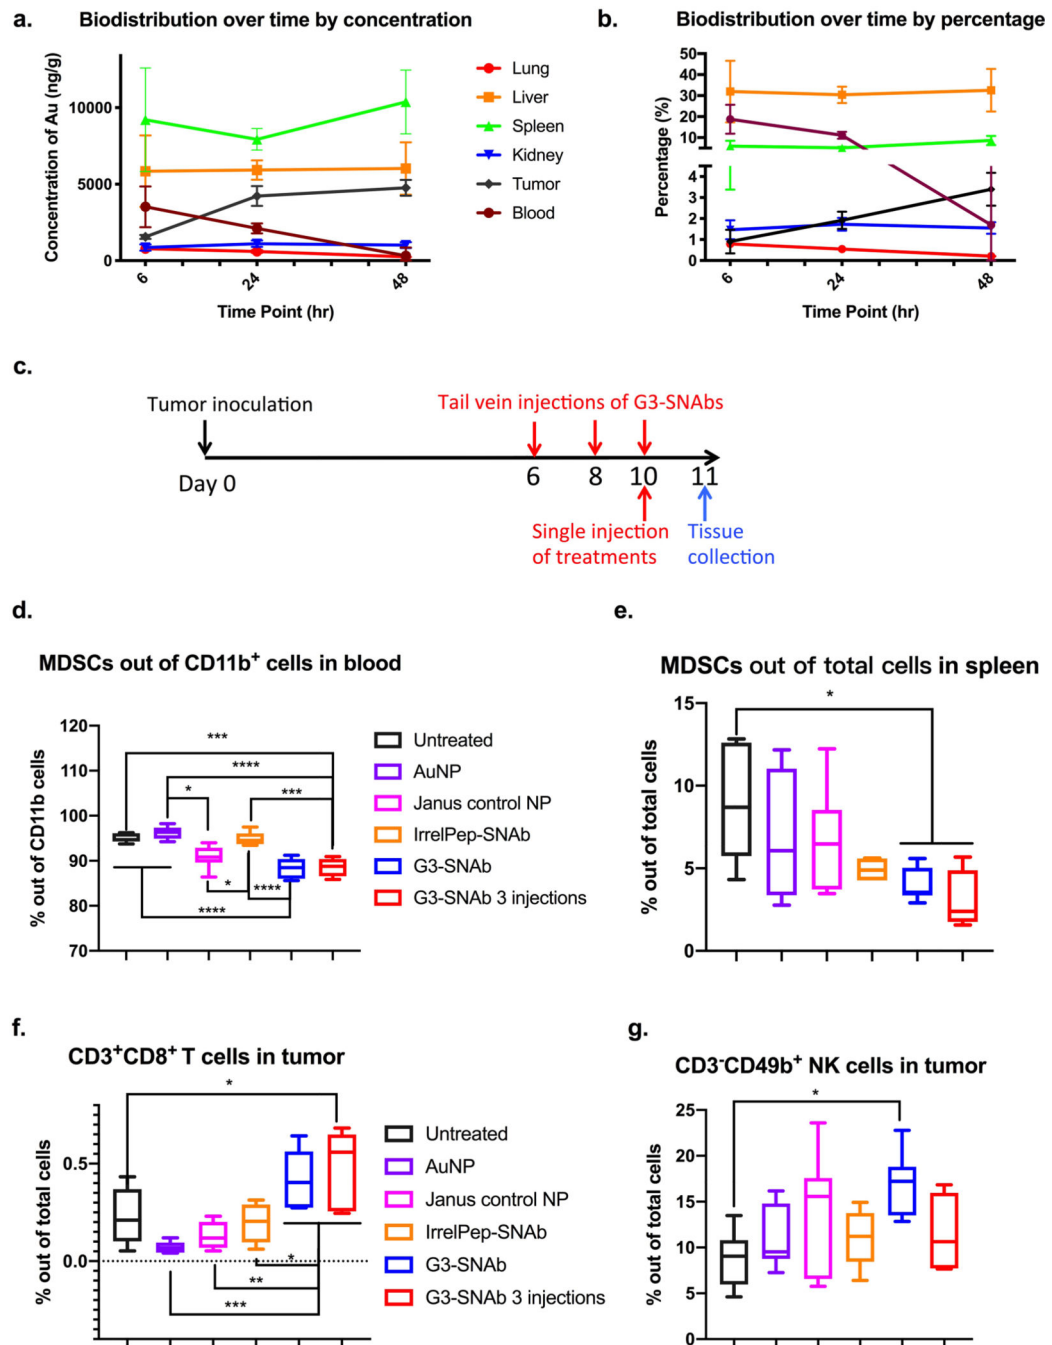 a. Biodistribution over time by concentration
Concentration of Au (ng/g)
10000
5000
0
6 24 48
Time Point (hr)
Lung
Liver
Spleen
Kidney
Tumor
Blood
b. Biodistribution over time by percentage
Percentage (%)
50
40
30
20
10
4
3
2
1
0
6 24 48
Time Point (hr)
c.
Tumor inoculation
Tail vein injections of G3-SNAbs
Day 0 6 8 10 11
Single injection
of treatments
Tissue
collection
d.
MDSCs out of CD11b⁺ cells in blood
% out of CD11b cells
120
110
100
90
80
70
***
****
*
***
*
****
****
Untreated
AuNP
Janus control NP
IrrelPep-SNAb
G3-SNAb
G3-SNAb 3 injections
e.
MDSCs out of total cells in spleen
% out of total cells
15
10
5
0
*
f.
CD3⁺CD8⁺ T cells in tumor
% out of total cells
0.5
0.0
*
*
**
***
Untreated
AuNP
Janus control NP
IrrelPep-SNAb
G3-SNAb
G3-SNAb 3 injections
g.
CD3⁻CD49b⁺ NK cells in tumor
% out of total cells
25
20
15
10
5
0
*